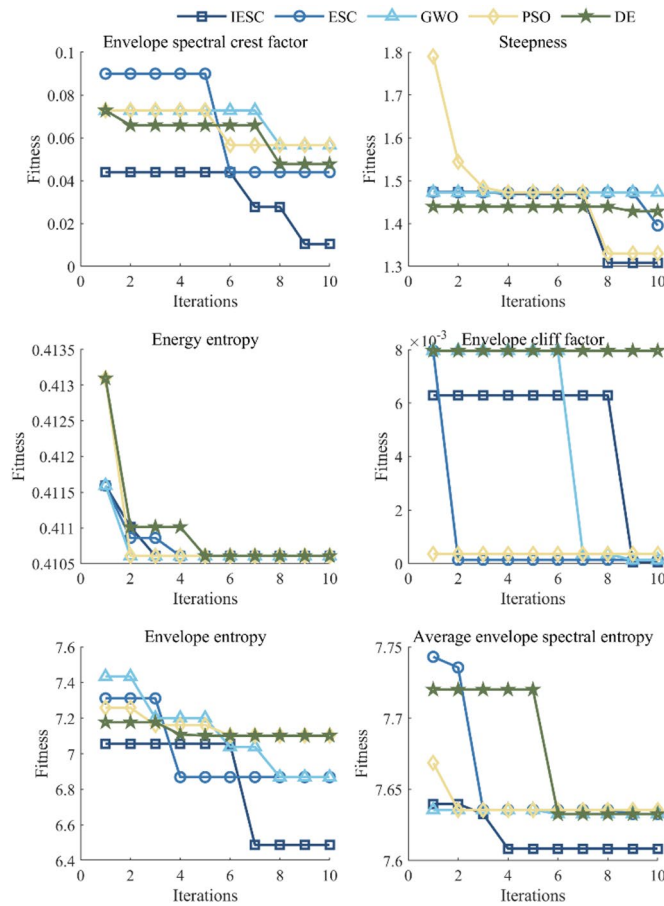 IESC ESC GWO PSO DE
Envelope spectral crest factor
0.1
0.08
0.06
0.04
0.02
0
Fitness
0 2 4 6 8 10
Iterations
Steepness
1.8
1.7
1.6
1.5
1.4
1.3
Fitness
0 2 4 6 8 10
Iterations
Energy entropy
0.4135
0.413
0.4125
0.412
0.4115
0.411
0.4105
Fitness
0 2 4 6 8 10
Iterations
Envelope cliff factor
×10-3
8
6
4
2
0
Fitness
0 2 4 6 8 10
Iterations
Envelope entropy
7.6
7.4
7.2
7
6.8
6.6
6.4
Fitness
0 2 4 6 8 10
Iterations
Average envelope spectral entropy
7.75
7.7
7.65
7.6
Fitness
0 2 4 6 8 10
Iterations